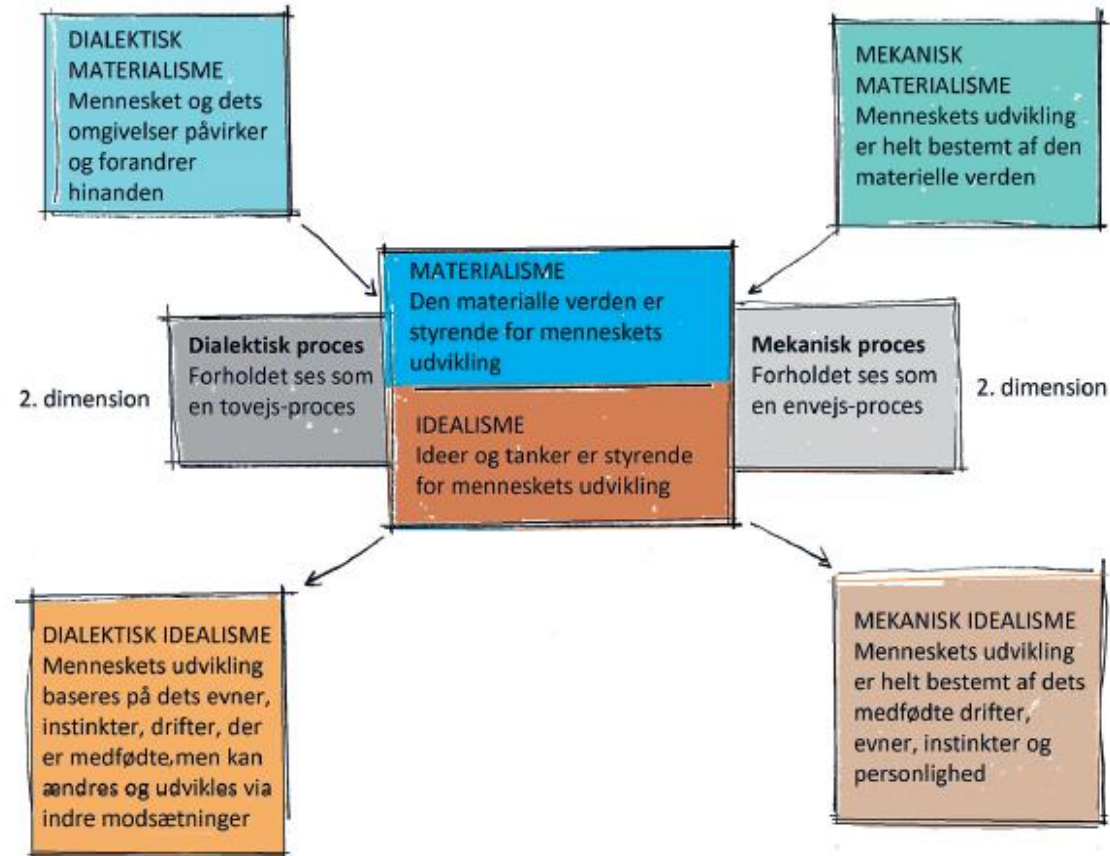 DIALEKTISK
MATERIALISME
Mennesket og dets
omgivelser påvirker
og forandrer
hinanden
MEKANISK
MATERIALISME
Menneskets udvikling
er helt bestemt af den
materielle verden
MATERIALISME
Den materialle verden er
styrende for menneskets
udvikling
2. dimension
Dialektisk proces
Forholdet ses som
en tovejs-proces
Mekanisk proces
Forholdet ses som
en envejs-proces
2. dimension
IDEALISME
Ideer og tanker er styrende
for menneskets udvikling
DIALEKTISK IDEALISME
Menneskets udvikling
baseres på dets evner,
instinkter, drifter, der
er medfødte,men kan
ændres og udvikles via
indre modsætninger
MEKANISK IDEALISME
Menneskets udvikling
er helt bestemt af dets
medfødte drifter,
evner, instinkter og
personlighed